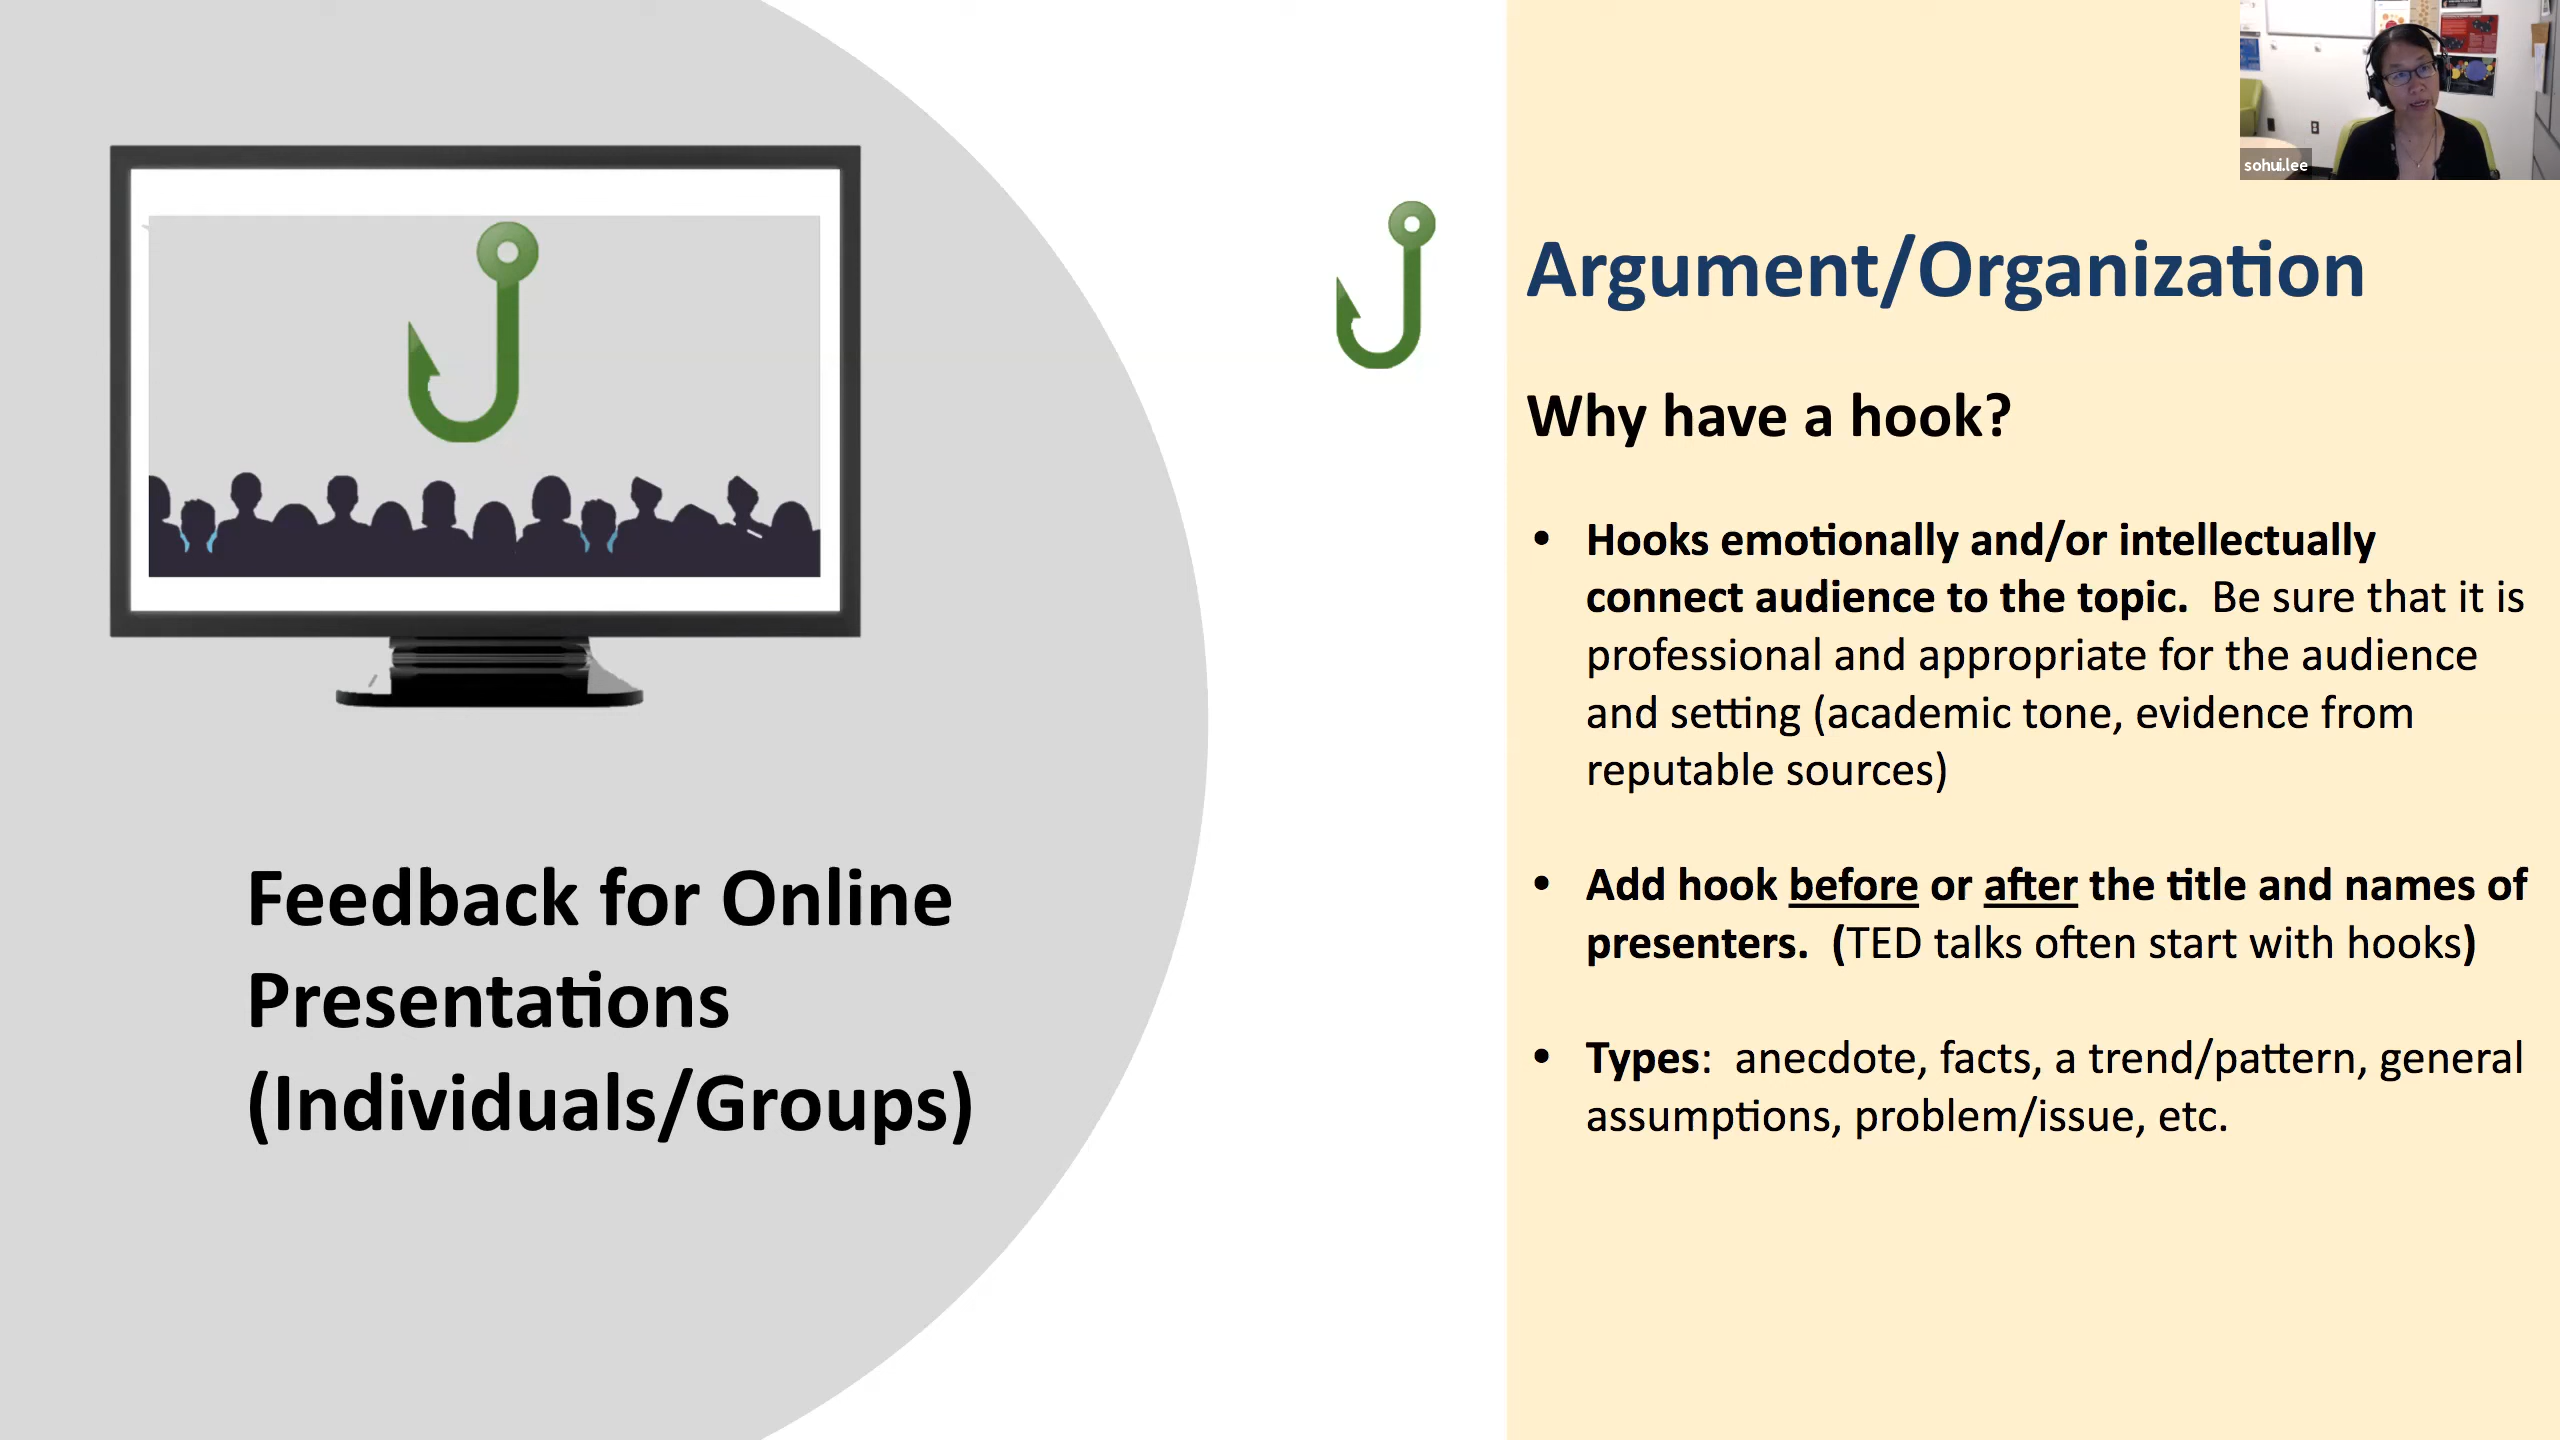 sohui.lee
Argument/Organization
Why have a hook?
• Hooks emotionally and/or intellectually
connect audience to the topic.  Be sure that it is
professional and appropriate for the audience
and setting (academic tone, evidence from
reputable sources)
• Add hook before or after the title and names of
presenters.  (TED talks often start with hooks)
• Types:  anecdote, facts, a trend/pattern, general
assumptions, problem/issue, etc.
Feedback for Online
Presentations
(Individuals/Groups)